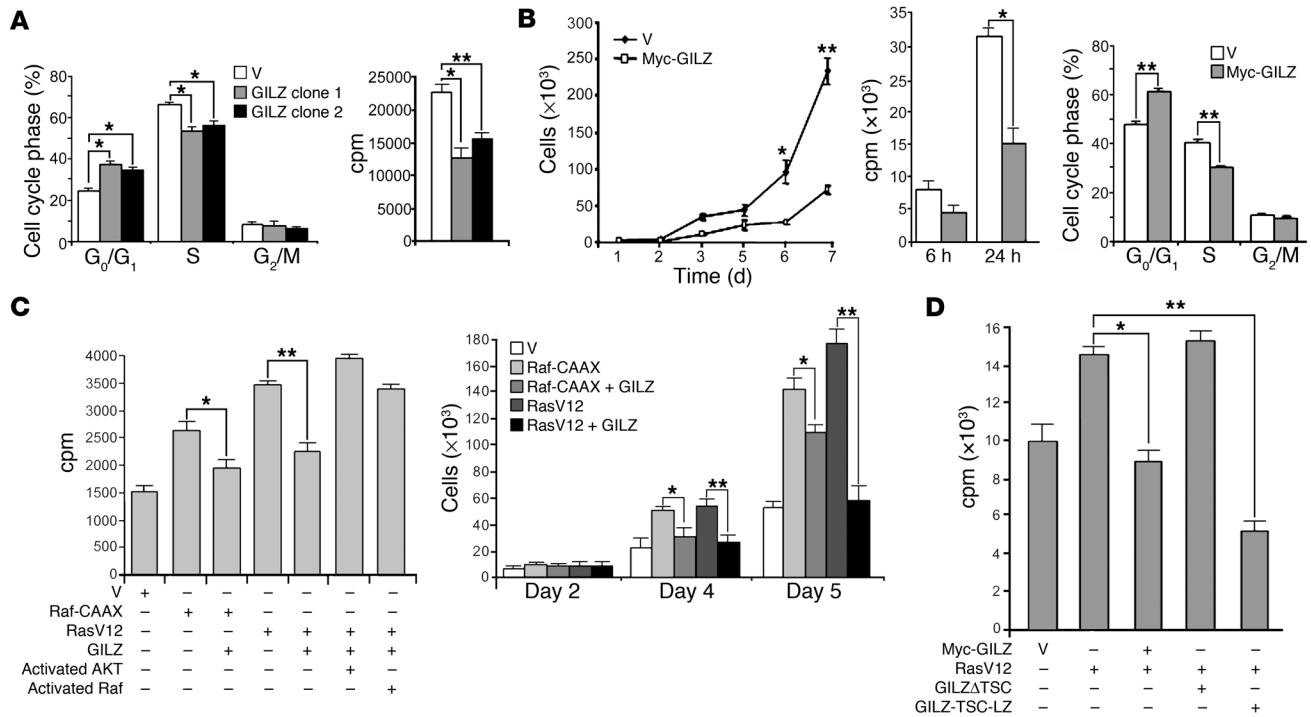 A
Cell cycle phase (%)
80
60
40
20
0
* * * * 
V
GILZ clone 1
GILZ clone 2
G₀/G₁ S G₂/M
cpm
25000
20000
15000
10000
5000
0
**
*
B
Cells (×10³)
300
250
200
150
100
50
0
V
Myc-GILZ
*
**
1 2 3 5 6 7
Time (d)
cpm (×10³)
35
30
25
20
15
10
5
0
*
6 h 24 h
Cell cycle phase (%)
80
60
40
20
0
V
Myc-GILZ
**
**
G₀/G₁ S G₂/M
C
cpm
4000
3500
3000
2500
2000
1500
1000
500
0
*
**
V + – – – – – –
Raf-CAAX – + + – – – –
RasV12 – – – + + + +
GILZ – – + – + + +
Activated AKT – – – – – + –
Activated Raf – – – – – – +
Cells (×10³)
180
160
140
120
100
80
60
40
20
0
V
Raf-CAAX
Raf-CAAX + GILZ
RasV12
RasV12 + GILZ
* **
* **
Day 2 Day 4 Day 5
D
cpm (×10³)
16
14
12
10
8
6
4
2
0
**
*
Myc-GILZ V – + – –
RasV12 – + + + +
GILZΔTSC – – – + –
GILZ-TSC-LZ – – – – +